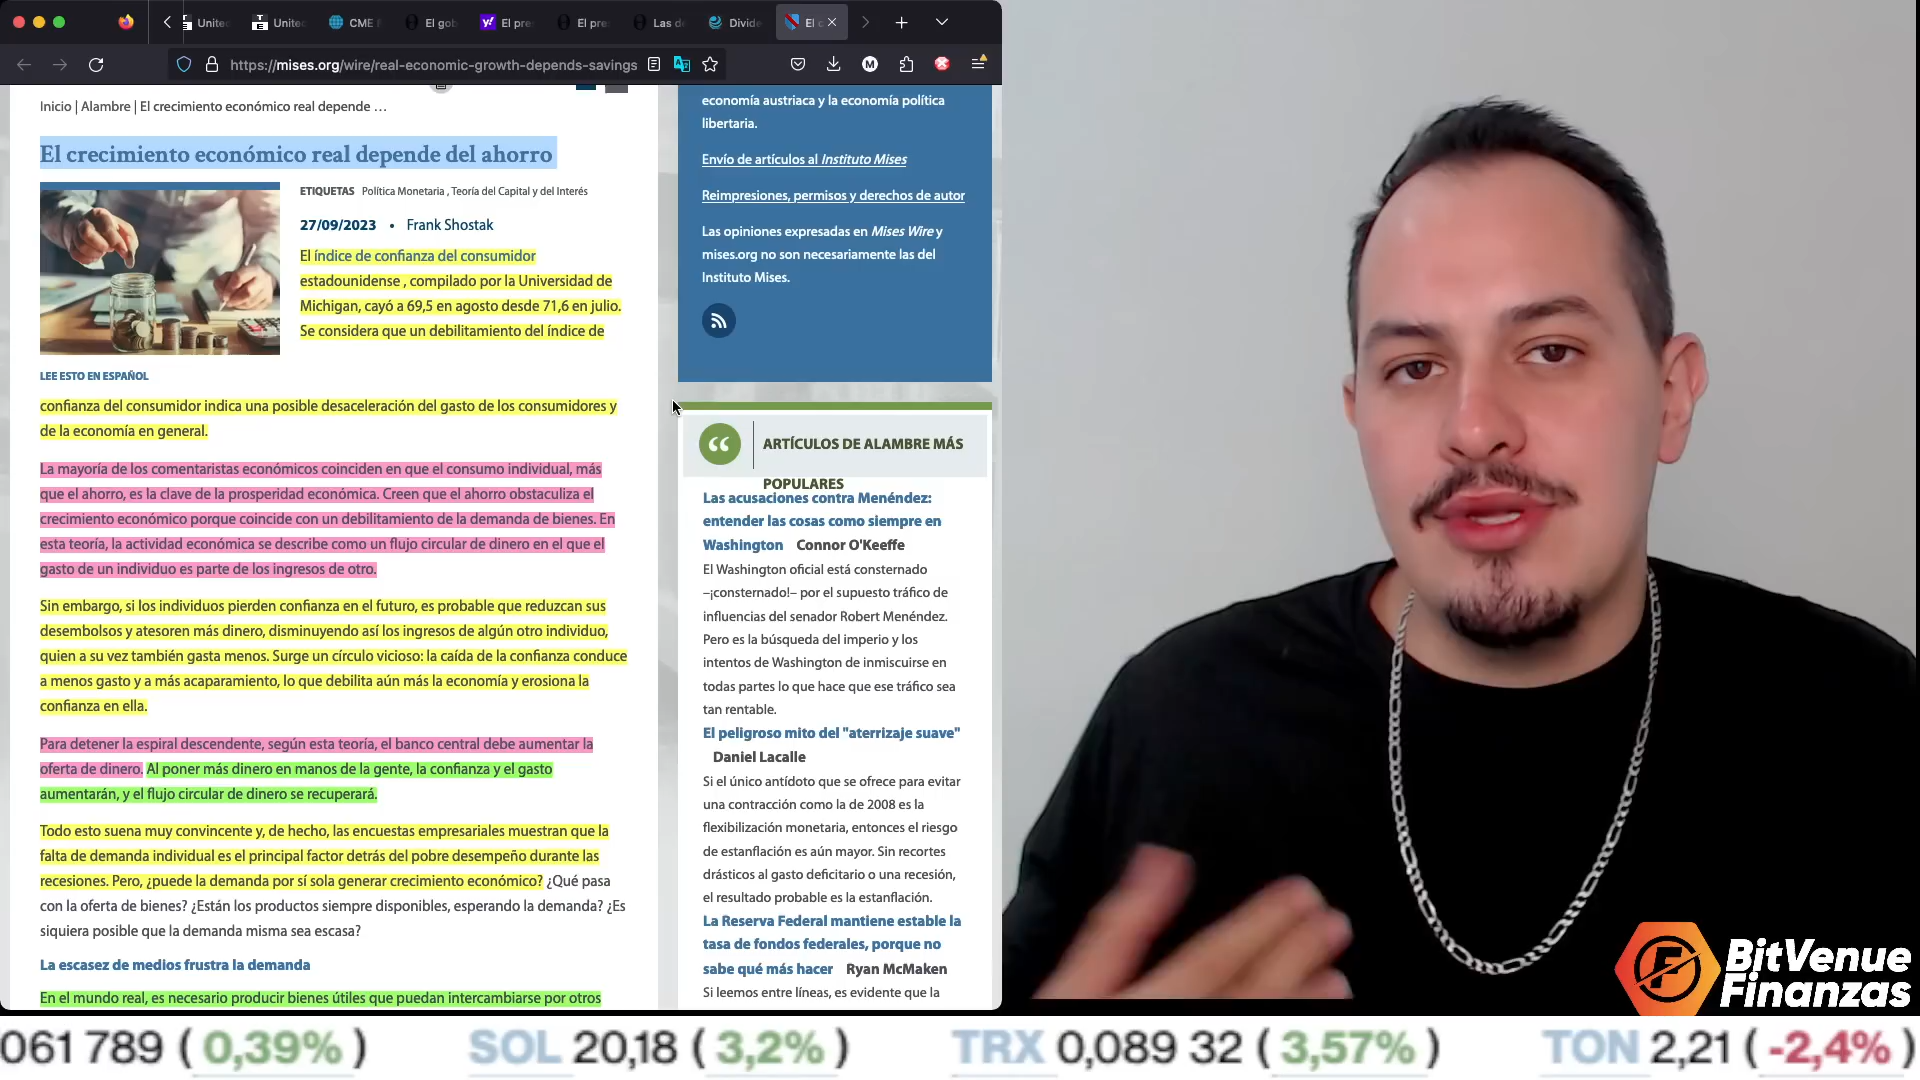 Unite
Unite
CME F
El gob
El pre
El pre
Las d
Divid
El c
https://mises.org/wire/real-economic-growth-depends-savings
Inicio | Alambre | El crecimiento económico real depende …
El crecimiento económico real depende del ahorro
ETIQUETAS Política Monetaria , Teoría del Capital y del Interés
27/09/2023 • Frank Shostak
El índice de confianza del consumidor
estadounidense , compilado por la Universidad de
Michigan, cayó a 69,5 en agosto desde 71,6 en julio.
Se considera que un debilitamiento del índice de
LEE ESTO EN ESPAÑOL
confianza del consumidor indica una posible desaceleración del gasto de los consumidores y
de la economía en general.
La mayoría de los comentaristas económicos coinciden en que el consumo individual, más
que el ahorro, es la clave de la prosperidad económica. Creen que el ahorro obstaculiza el
crecimiento económico porque coincide con un debilitamiento de la demanda de bienes. En
esta teoría, la actividad económica se describe como un flujo circular de dinero en el que el
gasto de un individuo es parte de los ingresos de otro.
Sin embargo, si los individuos pierden confianza en el futuro, es probable que reduzcan sus
desembolsos y atesoren más dinero, disminuyendo así los ingresos de algún otro individuo,
quien a su vez también gasta menos. Surge un círculo vicioso: la caída de la confianza conduce
a menos gasto y a más acaparamiento, lo que debilita aún más la economía y erosiona la
confianza en ella.
Para detener la espiral descendente, según esta teoría, el banco central debe aumentar la
oferta de dinero. Al poner más dinero en manos de la gente, la confianza y el gasto
aumentarán, y el flujo circular de dinero se recuperará.
Todo esto suena muy convincente y, de hecho, las encuestas empresariales muestran que la
falta de demanda individual es el principal factor detrás del pobre desempeño durante las
recesiones. Pero, ¿puede la demanda por sí sola generar crecimiento económico? ¿Qué pasa
con la oferta de bienes? ¿Están los productos siempre disponibles, esperando la demanda? ¿Es
siquiera posible que la demanda misma sea escasa?
La escasez de medios frustra la demanda
En el mundo real, es necesario producir bienes útiles que puedan intercambiarse por otros
economía austriaca y la economía política
libertaria.
Envío de artículos al Instituto Mises
Reimpresiones, permisos y derechos de autor
Las opiniones expresadas en Mises Wire y
mises.org no son necesariamente las del
Instituto Mises.
ARTÍCULOS DE ALAMBRE MÁS
POPULARES
Las acusaciones contra Menéndez:
entender las cosas como siempre en
Washington Connor O'Keeffe
El Washington oficial está consternado
–¡consternado!– por el supuesto tráfico de
influencias del senador Robert Menéndez.
Pero es la búsqueda del imperio y los
intentos de Washington de inmiscuirse en
todas partes lo que hace que ese tráfico sea
tan rentable.
El peligroso mito del "aterrizaje suave"
Daniel Lacalle
Si el único antídoto que se ofrece para evitar
una contracción como la de 2008 es la
flexibilización monetaria, entonces el riesgo
de estanflación es aún mayor. Sin recortes
drásticos al gasto deficitario o una recesión,
el resultado probable es la estanflación.
La Reserva Federal mantiene estable la
tasa de fondos federales, porque no
sabe qué más hacer Ryan McMaken
Si leemos entre líneas, es evidente que la
BitVenue
Finanzas
061 789 ( 0,39% ) SOL 20,18 ( 3,2% ) TRX 0,089 32 ( 3,57% ) TON 2,21 ( -2,4% )